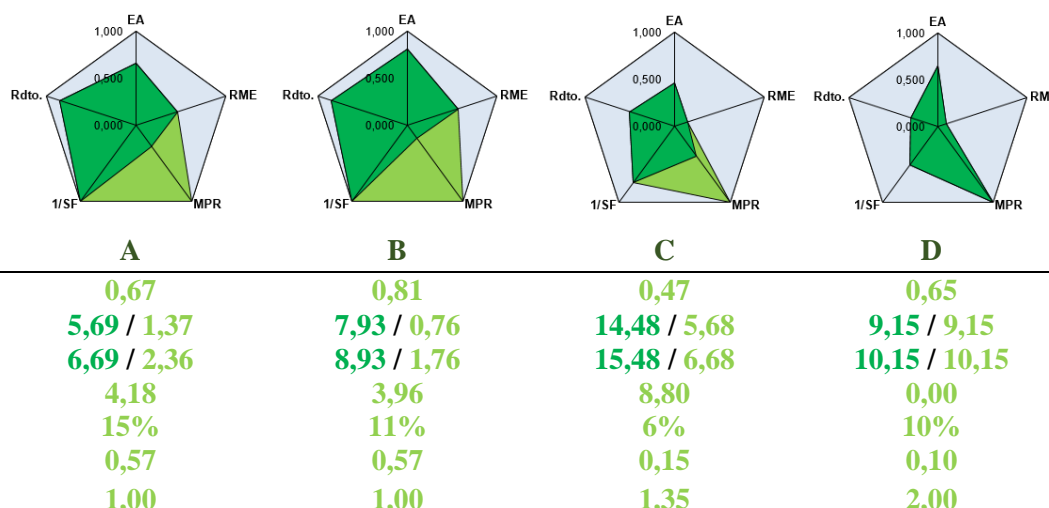 EA EA EA EA
1,000 1,000 1,000 1,000
0,500 0,500 0,500 0,500
Rdto. RME Rdto. RME Rdto. RME Rdto. RME
0,000 0,000 0,000 0,000
1/SF MPR 1/SF MPR 1/SF MPR 1/SF MPR
A B C D
0,67 0,81 0,47 0,65
5,69 / 1,37 7,93 / 0,76 14,48 / 5,68 9,15 / 9,15
6,69 / 2,36 8,93 / 1,76 15,48 / 6,68 10,15 / 10,15
4,18 3,96 8,80 0,00
15% 11% 6% 10%
0,57 0,57 0,15 0,10
1,00 1,00 1,35 2,00